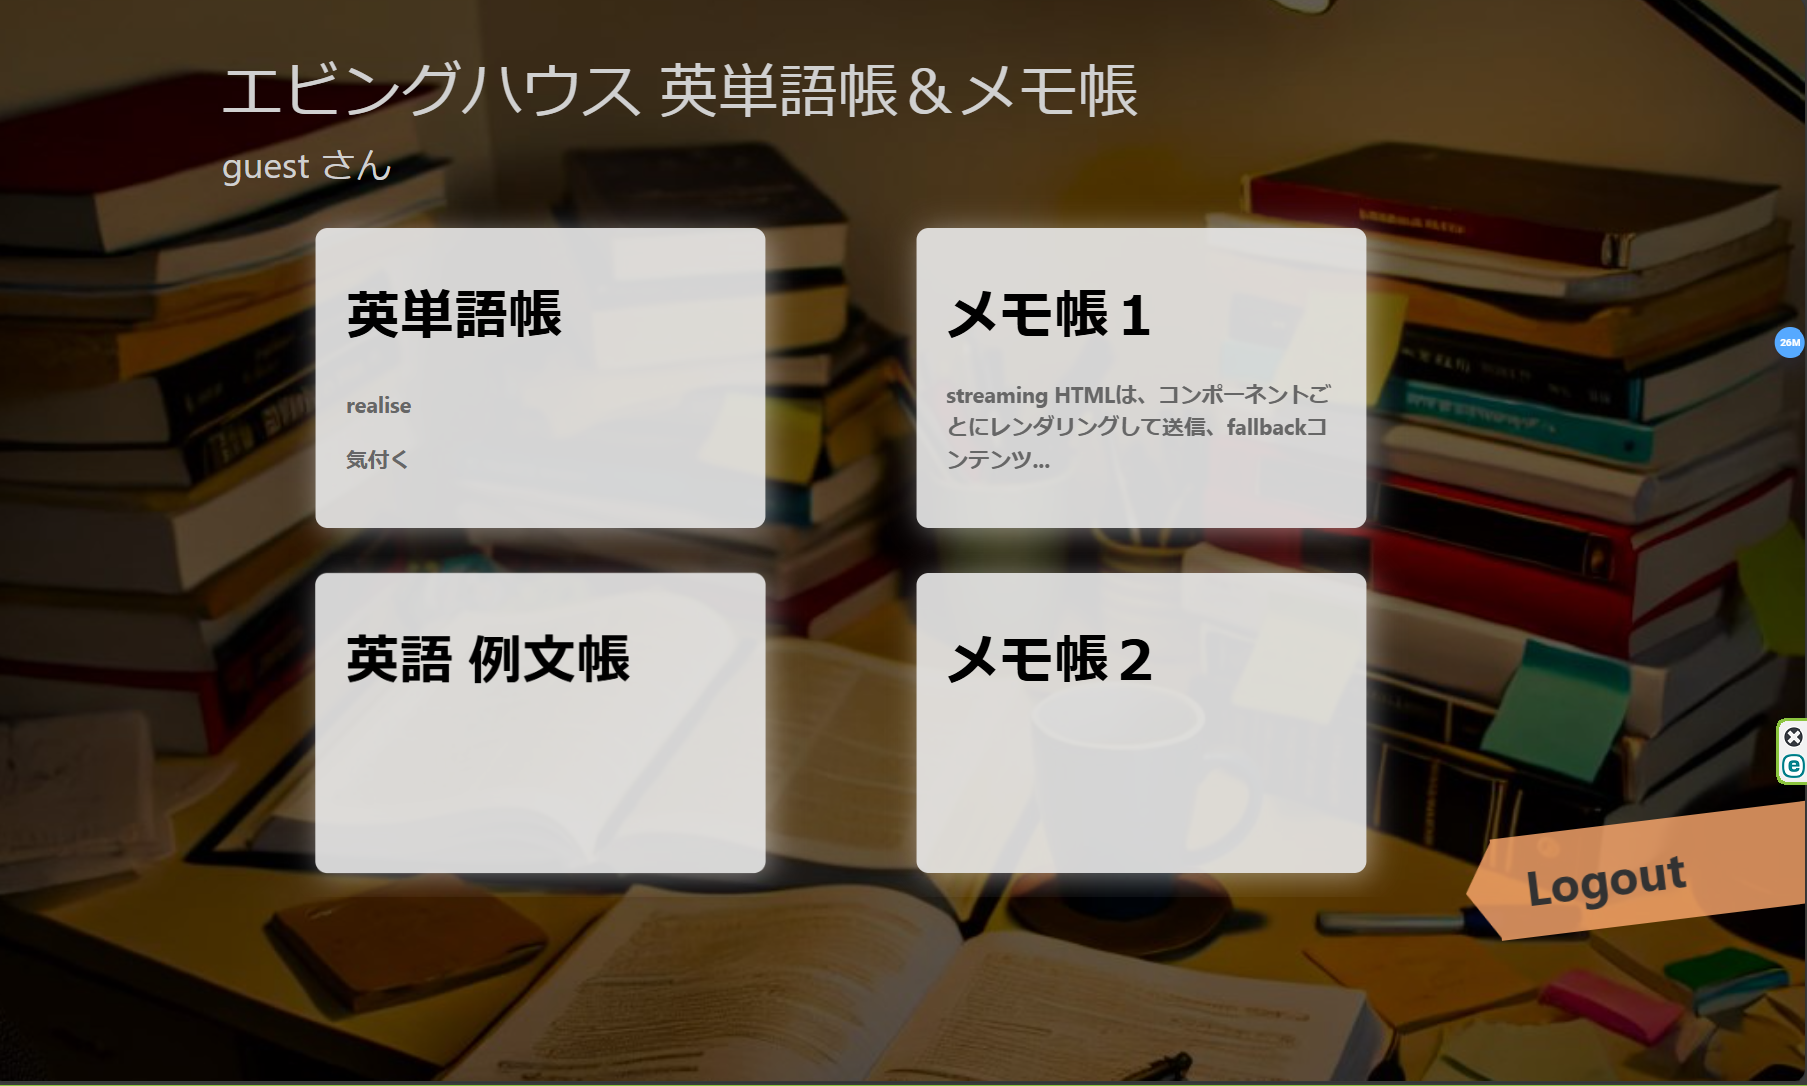 エビングハウス 英単語帳＆メモ帳
guest さん
英単語帳
realise
気付く
メモ帳１
streaming HTMLは、コンポーネントご
とにレンダリングして送信、fallbackコ
ンテンツ...
26M
英語 例文帳
メモ帳２
e
Logout